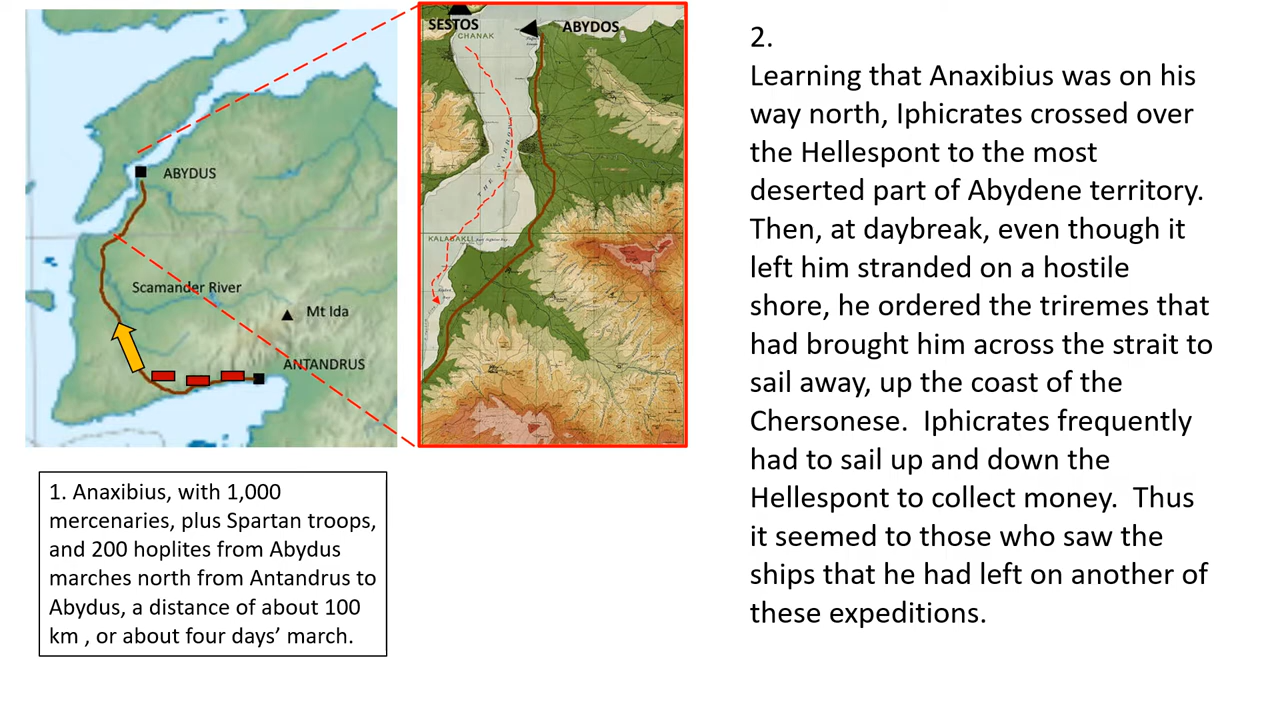 SESTOS
CHANAK
ABYDOS
ABYDUS
THE NARROWS
KALABAKLI
Scamander River
Mt Ida
ANTANDRUS
1. Anaxibius, with 1,000
mercenaries, plus Spartan troops,
and 200 hoplites from Abydus
marches north from Antandrus to
Abydus, a distance of about 100
km , or about four days’ march.
2.
Learning that Anaxibius was on his
way north, Iphicrates crossed over
the Hellespont to the most
deserted part of Abydene territory.
Then, at daybreak, even though it
left him stranded on a hostile
shore, he ordered the triremes that
had brought him across the strait to
sail away, up the coast of the
Chersonese.  Iphicrates frequently
had to sail up and down the
Hellespont to collect money.  Thus
it seemed to those who saw the
ships that he had left on another of
these expeditions.